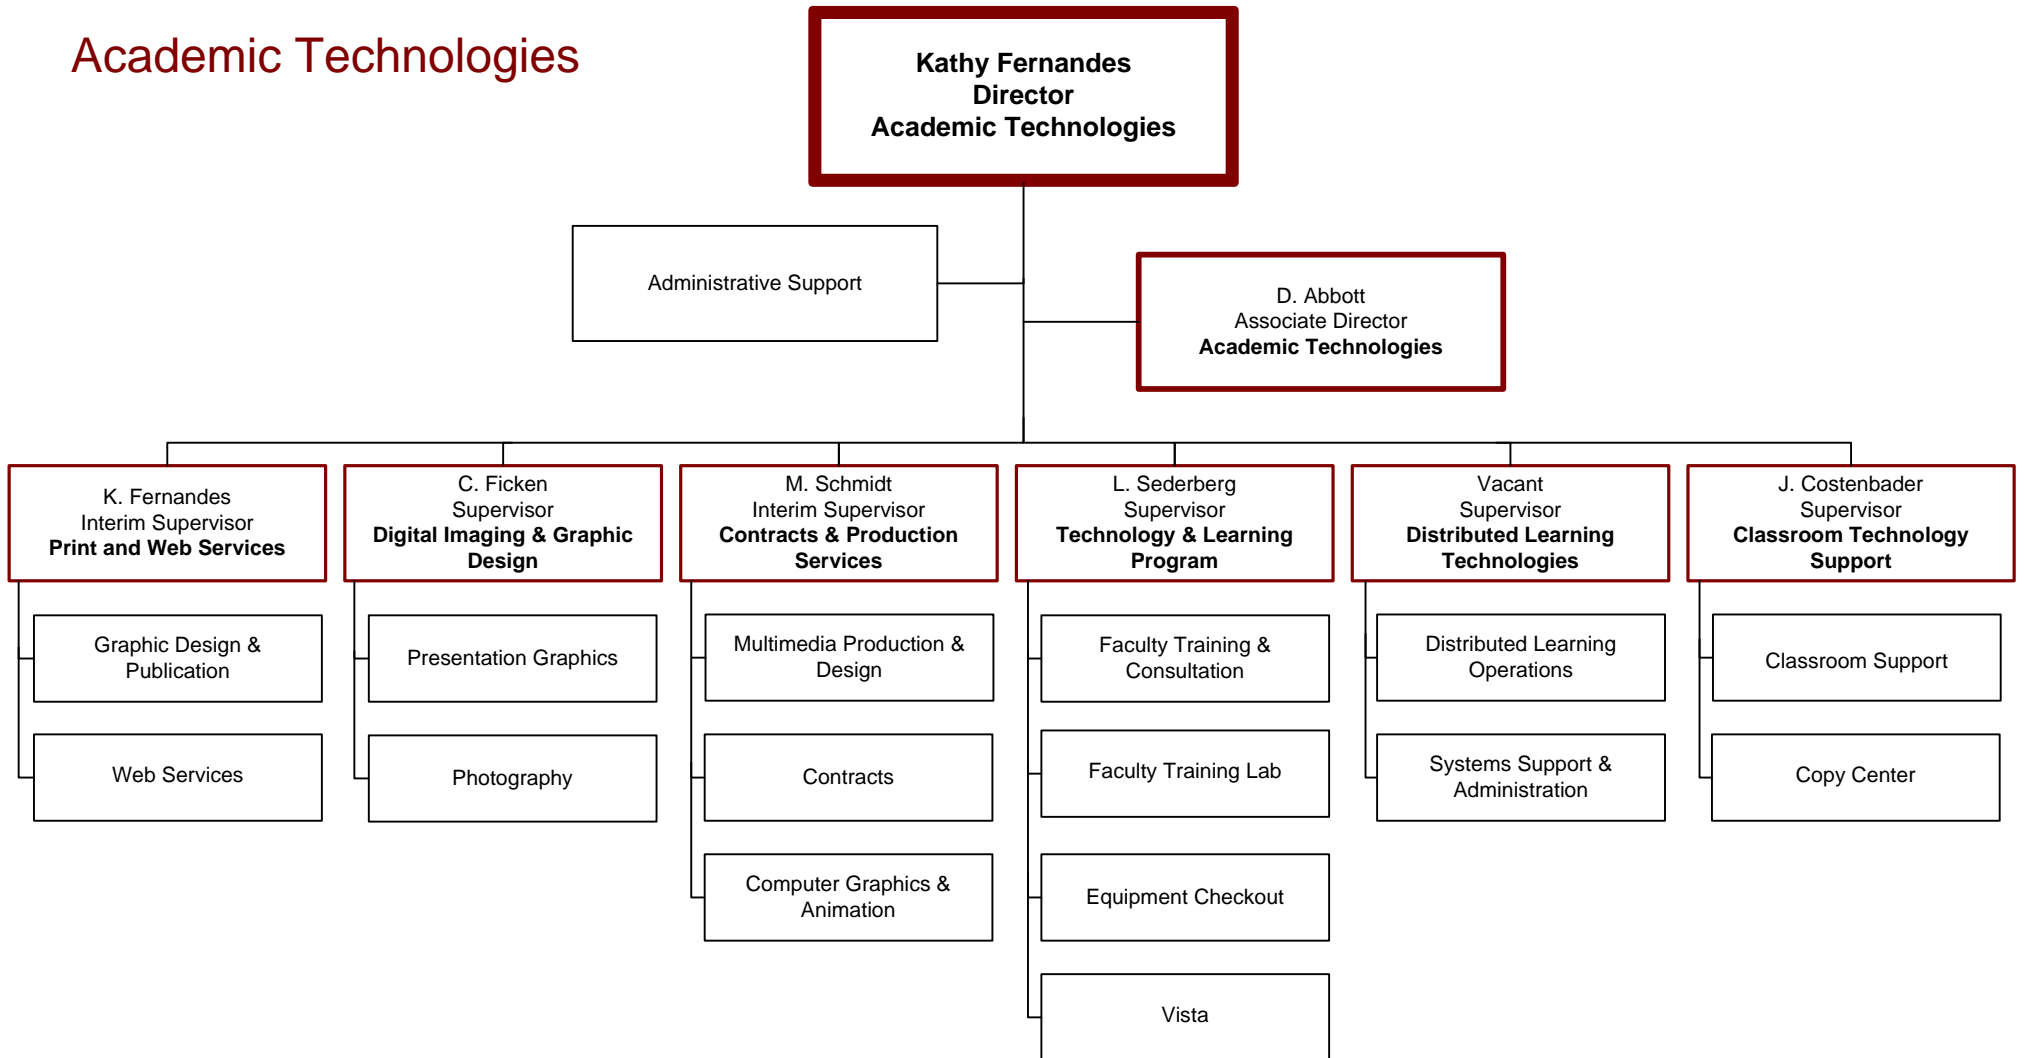 Academic Technologies
Kathy Fernandes
Director
Academic Technologies
Administrative Support
D. Abbott
Associate Director
Academic Technologies
K. Fernandes
Interim Supervisor
Print and Web Services
C. Ficken
Supervisor
Digital Imaging & Graphic
Design
M. Schmidt
Interim Supervisor
Contracts & Production
Services
L. Sederberg
Supervisor
Technology & Learning
Program
Vacant
Supervisor
Distributed Learning
Technologies
J. Costenbader
Supervisor
Classroom Technology
Support
Graphic Design &
Publication
Web Services
Presentation Graphics
Photography
Multimedia Production &
Design
Contracts
Computer Graphics &
Animation
Faculty Training &
Consultation
Faculty Training Lab
Equipment Checkout
Vista
Distributed Learning
Operations
Systems Support &
Administration
Classroom Support
Copy Center